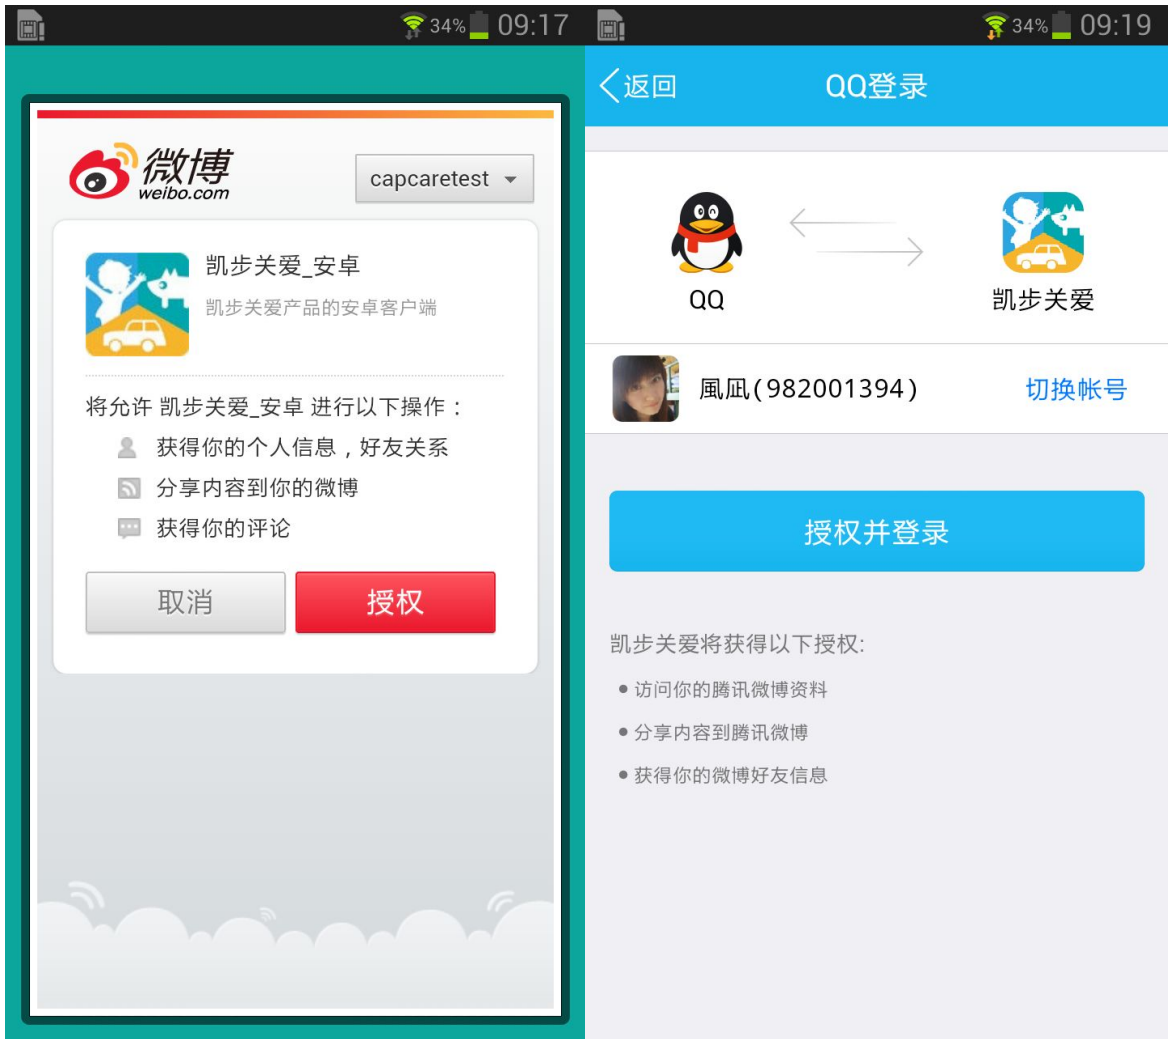 34% 09:17
微博
weibo.com
capcaretest
凯步关爱_安卓
凯步关爱产品的安卓客户端
将允许 凯步关爱_安卓 进行以下操作：
获得你的个人信息，好友关系
分享内容到你的微博
获得你的评论
取消 授权
34% 09:19
返回 QQ登录
QQ 凯步关爱
風凪(982001394) 切换帐号
授权并登录
凯步关爱将获得以下授权:
● 访问你的腾讯微博资料
● 分享内容到腾讯微博
● 获得你的微博好友信息